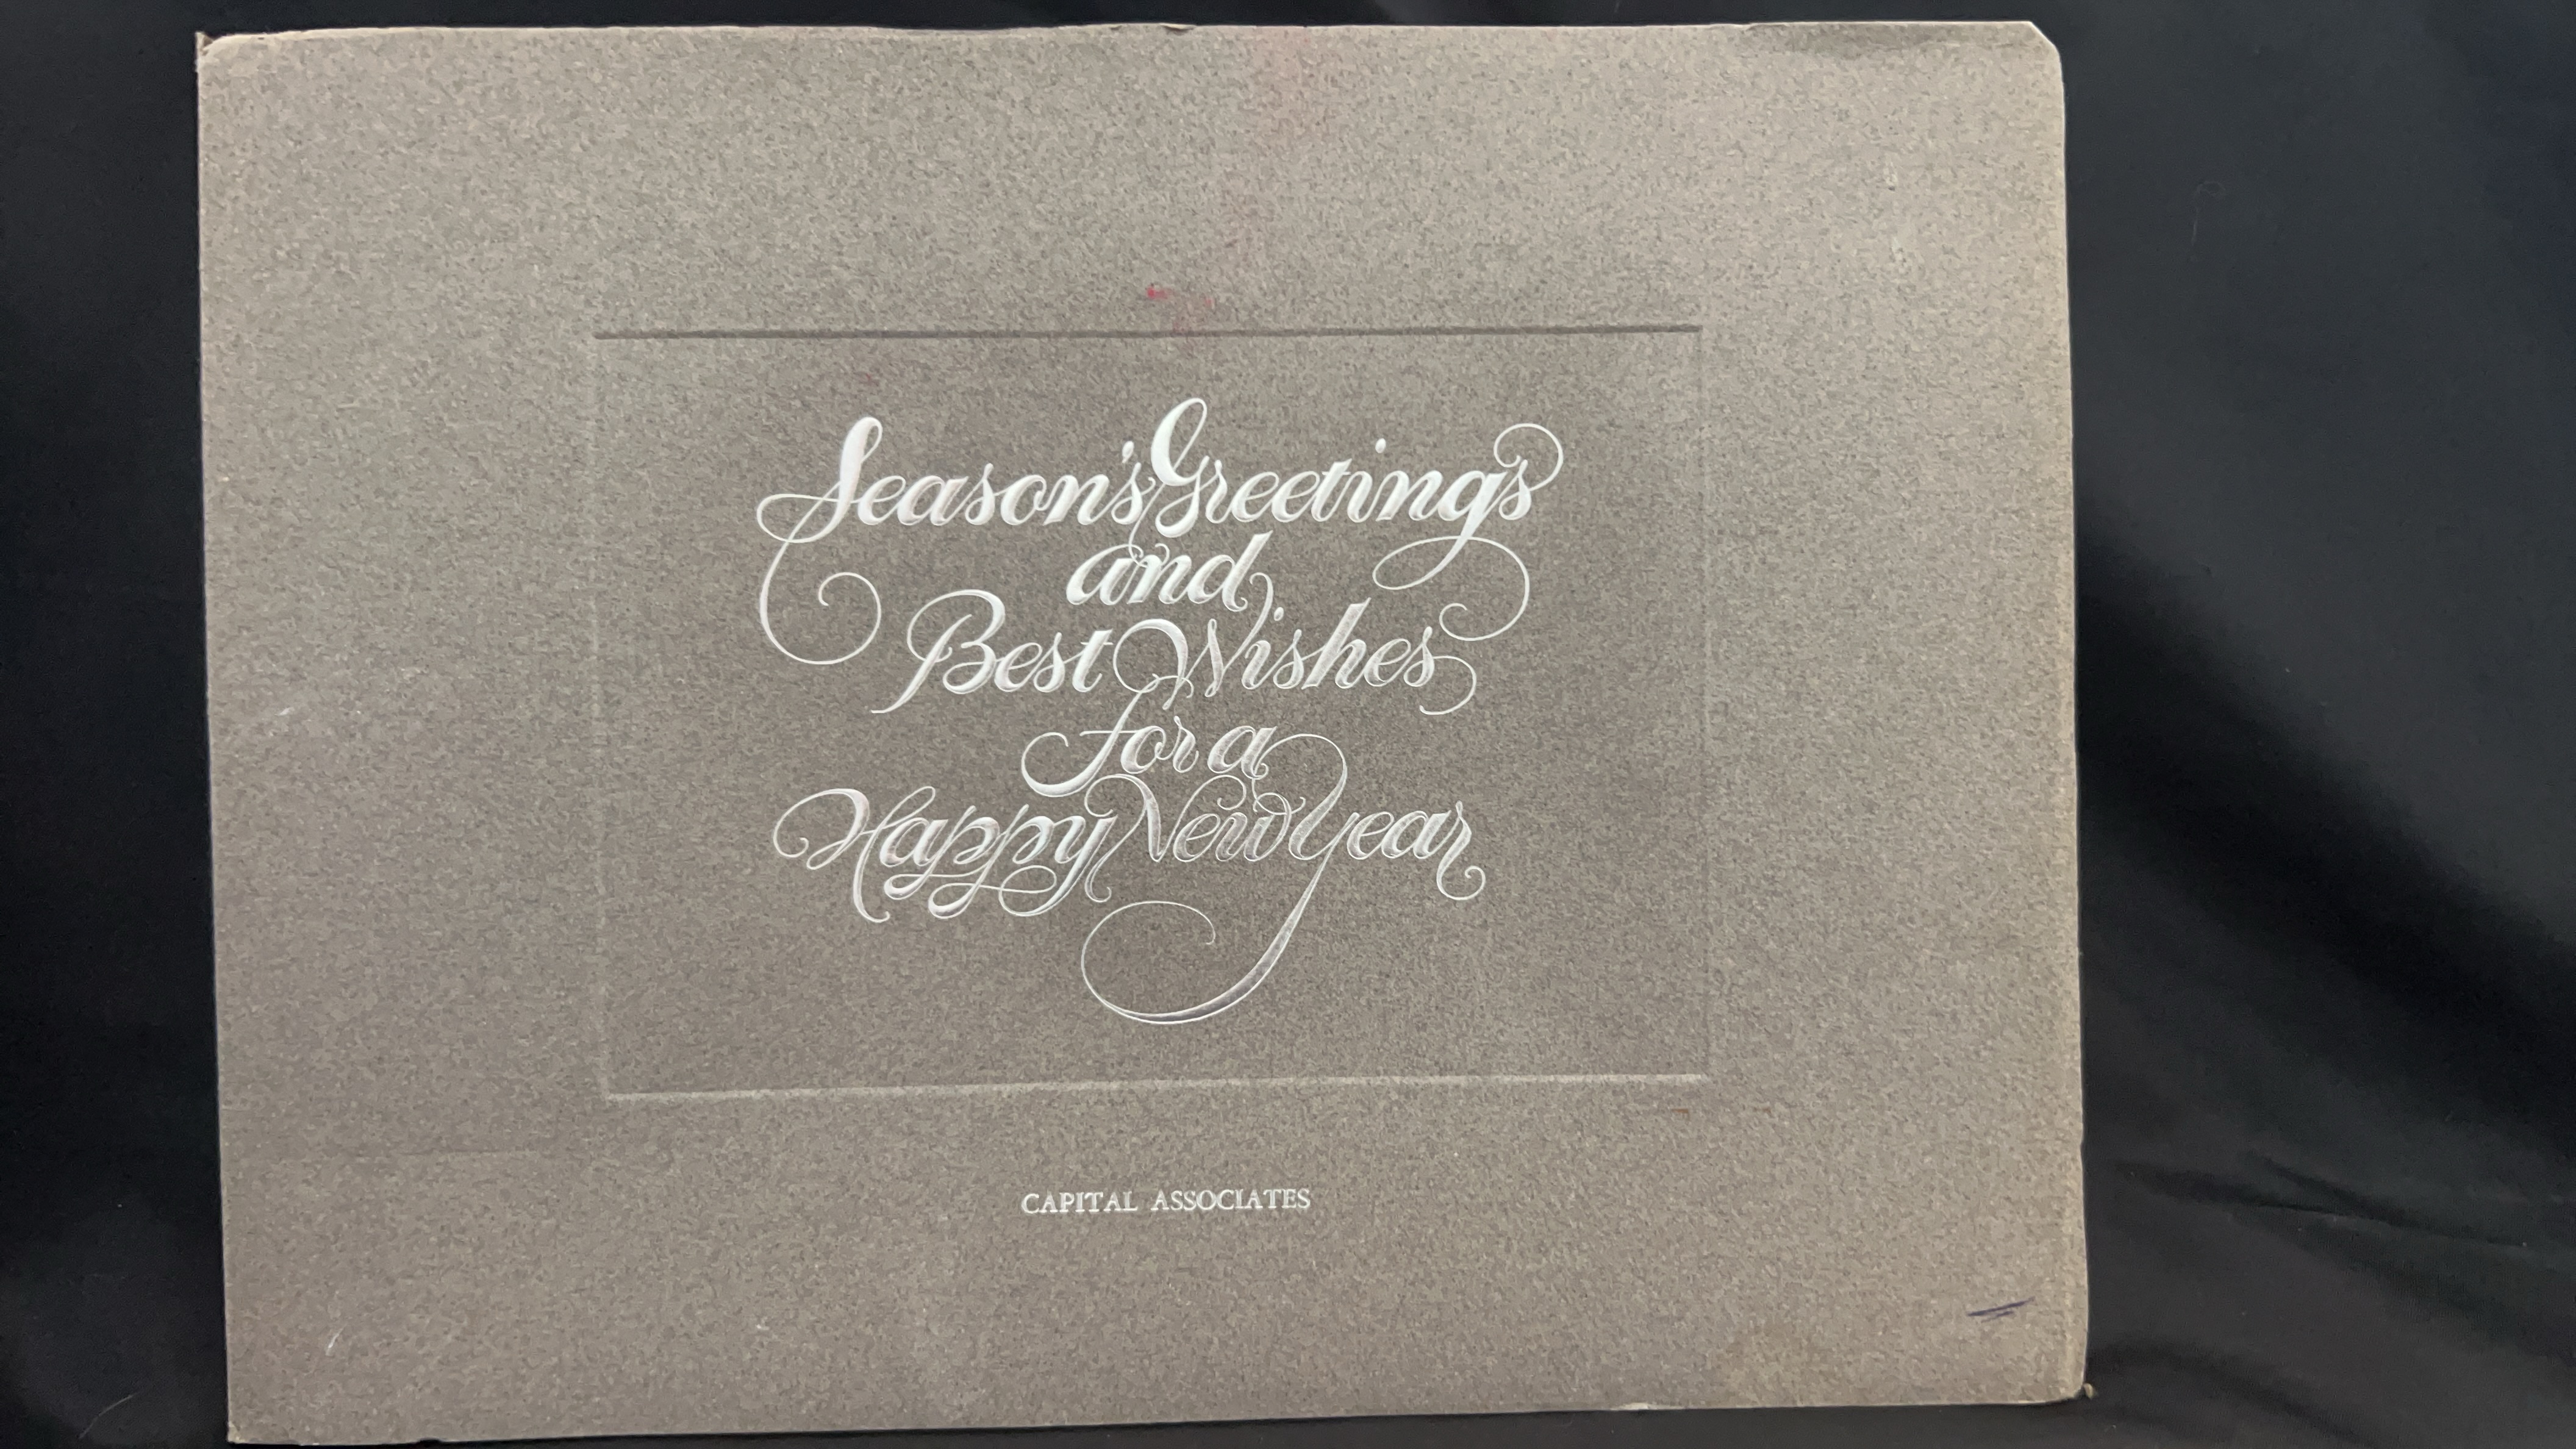 Season's Greetings
and
Best Wishes
for a
Happy New Year
CAPITAL ASSOCIATES